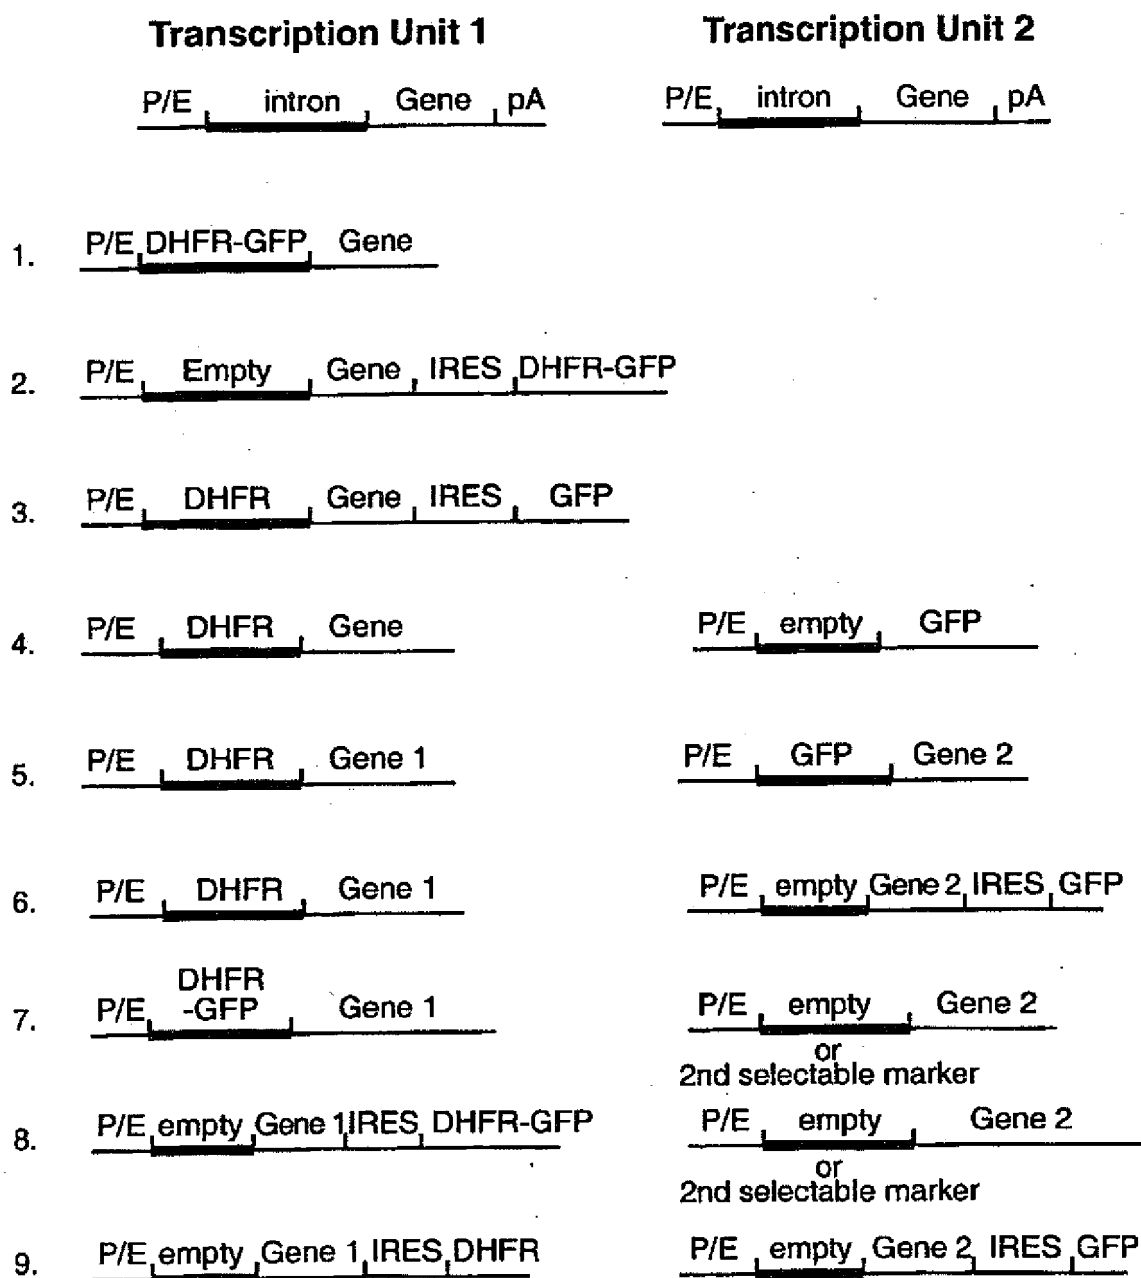 Transcription Unit 1 Transcription Unit 2
P/E intron Gene pA P/E intron Gene pA
1. P/E DHFR-GFP Gene
2. P/E Empty Gene IRES DHFR-GFP
3. P/E DHFR Gene IRES GFP
4. P/E DHFR Gene P/E empty GFP
5. P/E DHFR Gene 1 P/E GFP Gene 2
6. P/E DHFR Gene 1 P/E empty Gene 2 IRES GFP
DHFR
7. P/E -GFP Gene 1 P/E empty Gene 2
or
2nd selectable marker
8. P/E empty Gene 1 IRES DHFR-GFP P/E empty Gene 2
or
2nd selectable marker
9. P/E empty Gene 1 IRES DHFR P/E empty Gene 2 IRES GFP